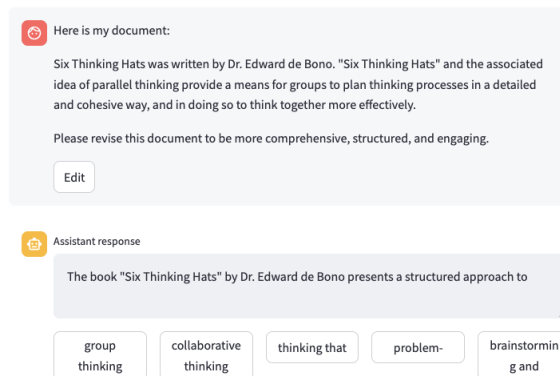 Here is my document:
Six Thinking Hats was written by Dr. Edward de Bono. "Six Thinking Hats" and the associated
idea of parallel thinking provide a means for groups to plan thinking processes in a detailed
and cohesive way, and in doing so to think together more effectively.
Please revise this document to be more comprehensive, structured, and engaging.
Edit
Assistant response
The book "Six Thinking Hats" by Dr. Edward de Bono presents a structured approach to
group
thinking
collaborative
thinking
thinking that
problem-
brainstormin
g and